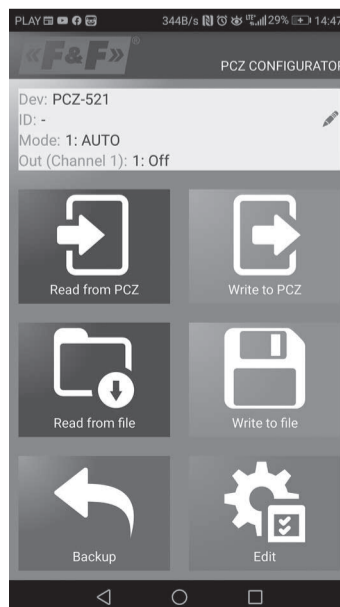 PLAY 344B/s 29% 14:47
«F&F»®
PCZ CONFIGURATOR
Dev: PCZ-521
ID: -
Mode: 1: AUTO
Out (Channel 1): 1: Off
Read from PCZ
Write to PCZ
Read from file
Write to file
Backup
Edit